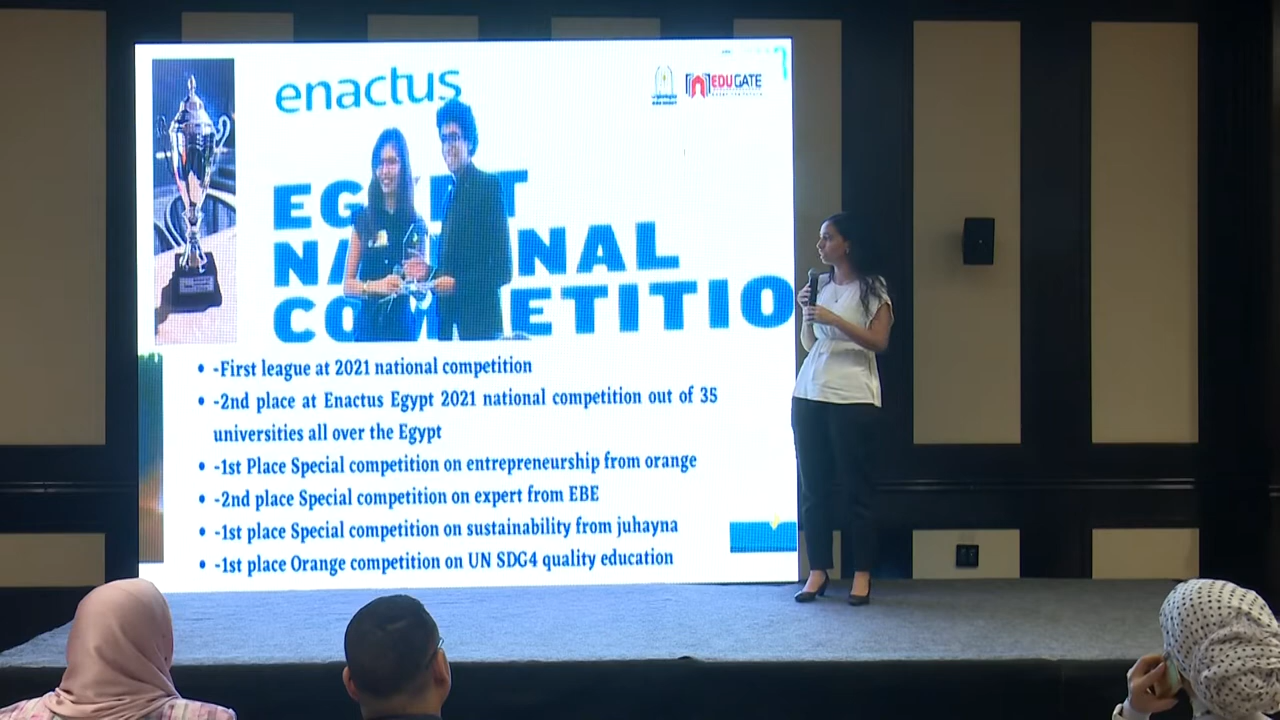 enactus
EDUGATE
EGYPT
NATIONAL
COMPETITIO
• -First league at 2021 national competition
• -2nd place at Enactus Egypt 2021 national competition out of 35
universities all over the Egypt
• -1st Place Special competition on entrepreneurship from orange
• -2nd place Special competition on expert from EBE
• -1st place Special competition on sustainability from juhayna
• -1st place Orange competition on UN SDG4 quality education